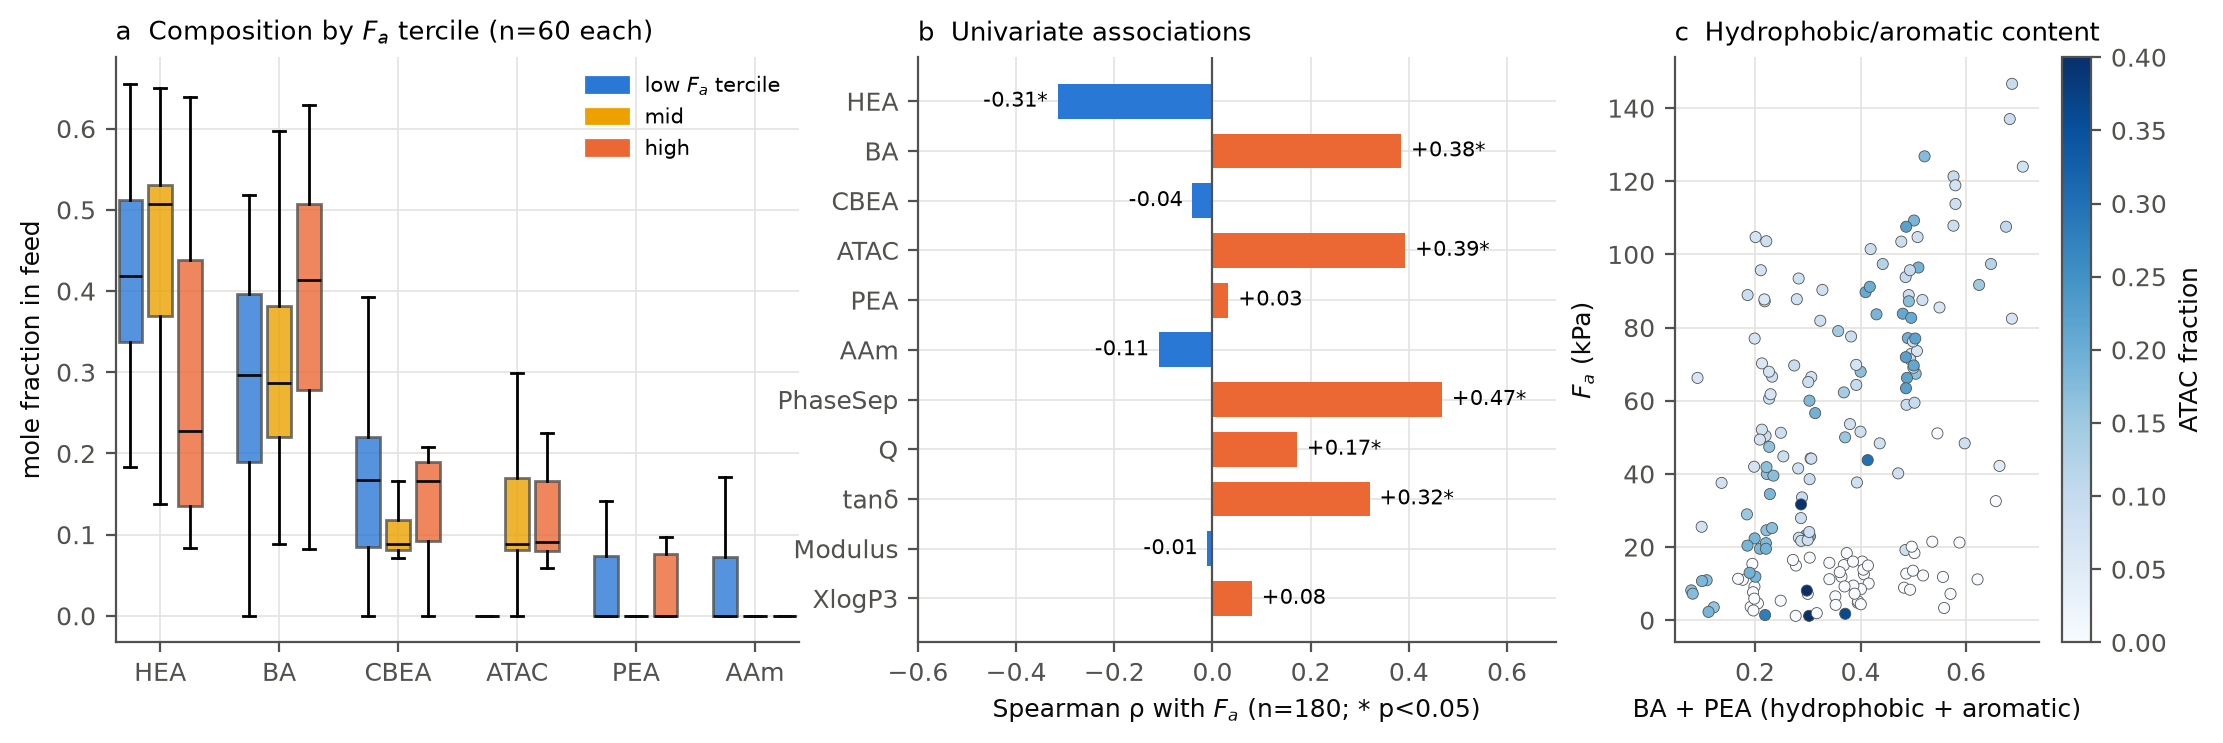 a Composition by Fa tercile (n=60 each)
mole fraction in feed
0.6
0.5
0.4
0.3
0.2
0.1
0.0
low Fa tercile
mid
high
HEA BA CBEA ATAC PEA AAm
b Univariate associations
HEA -0.31*
BA +0.38*
CBEA -0.04
ATAC +0.39*
PEA +0.03
AAm -0.11
PhaseSep +0.47*
Q +0.17*
tanδ +0.32*
Modulus -0.01
XlogP3 +0.08
−0.6 −0.4 −0.2 0.0 0.2 0.4 0.6
Spearman ρ with Fa (n=180; * p<0.05)
c Hydrophobic/aromatic content
Fa (kPa)
140
120
100
80
60
40
20
0
0.2 0.4 0.6
BA + PEA (hydrophobic + aromatic)
0.40
0.35
0.30
0.25
0.20
0.15
0.10
0.05
0.00
ATAC fraction